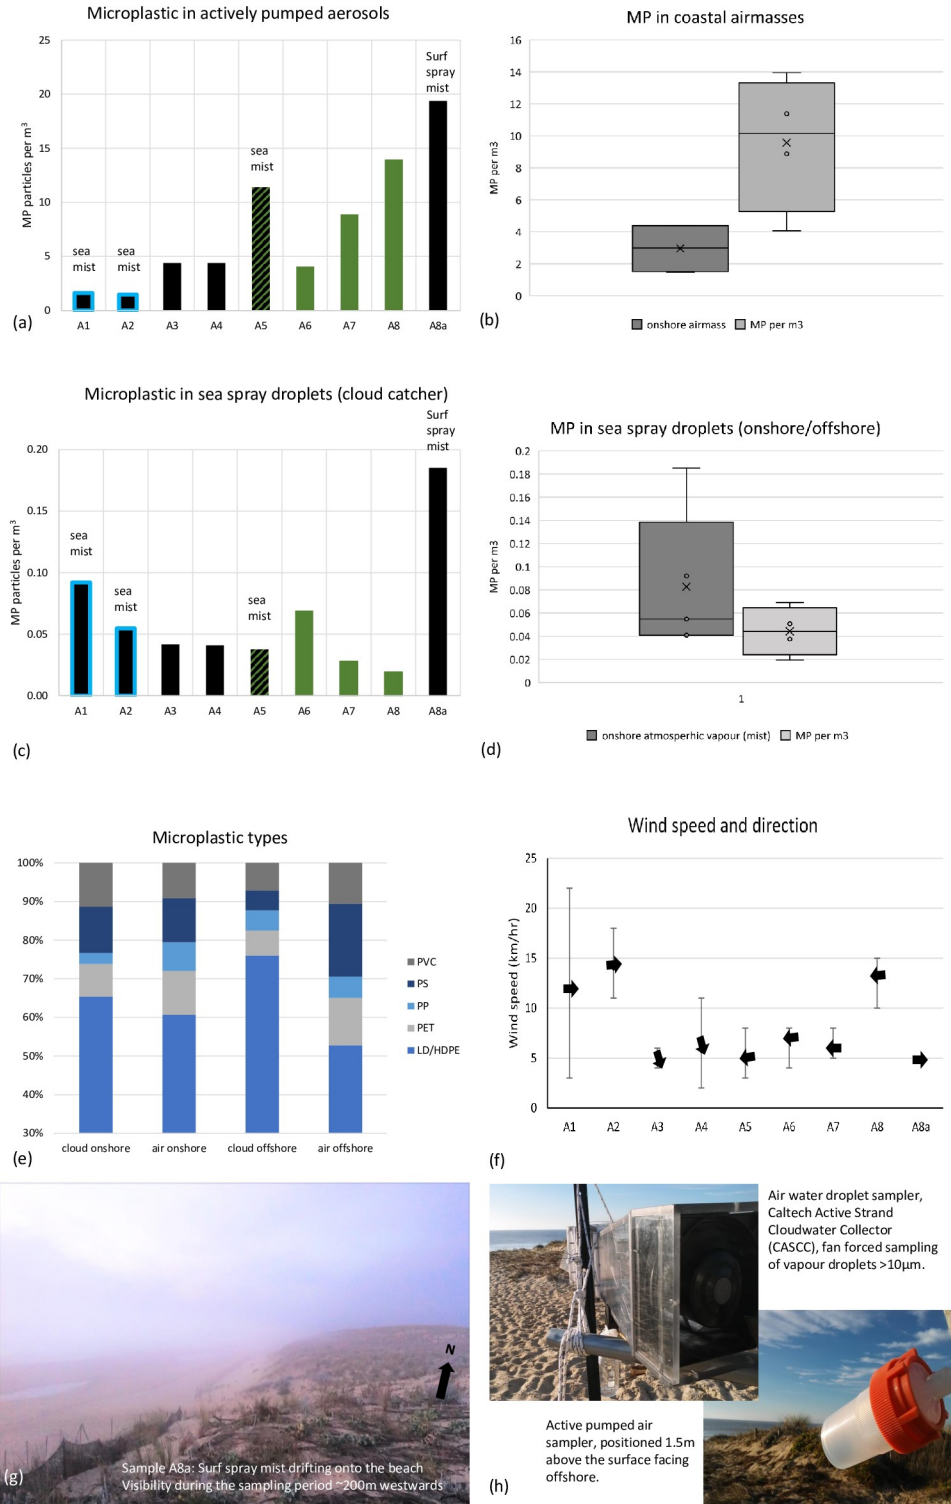 Microplastic in actively pumped aerosols
25
20
15
10
5
0
MP particles per m3
sea
mist
sea
mist
sea
mist
Surf
spray
mist
A1 A2 A3 A4 A5 A6 A7 A8 A8a
(a)
MP in coastal airmasses
16
14
12
10
8
6
4
2
0
MP per m3
onshore airmass MP per m3
(b)
Microplastic in sea spray droplets (cloud catcher)
0.20
0.15
0.10
0.05
0.00
MP particles per m3
sea
mist
sea
mist
sea
mist
Surf
spray
mist
A1 A2 A3 A4 A5 A6 A7 A8 A8a
(c)
MP in sea spray droplets (onshore/offshore)
0.2
0.18
0.16
0.14
0.12
0.1
0.08
0.06
0.04
0.02
0
MP per m3
1
onshore atmosperhic vapour (mist) MP per m3
(d)
Microplastic types
100%
90%
80%
70%
60%
50%
40%
30%
PVC
PS
PP
PET
LD/HDPE
cloud onshore air onshore cloud offshore air offshore
(e)
Wind speed and direction
25
20
15
10
5
0
Wind speed (km/hr)
A1 A2 A3 A4 A5 A6 A7 A8 A8a
(f)
N
Sample A8a: Surf spray mist drifting onto the beach
Visibility during the sampling period ~200m westwards
(g)
Air water droplet sampler,
Caltech Active Strand
Cloudwater Collector
(CASCC), fan forced sampling
of vapour droplets >10µm.
Active pumped air
sampler, positioned 1.5m
above the surface facing
offshore.
(h)